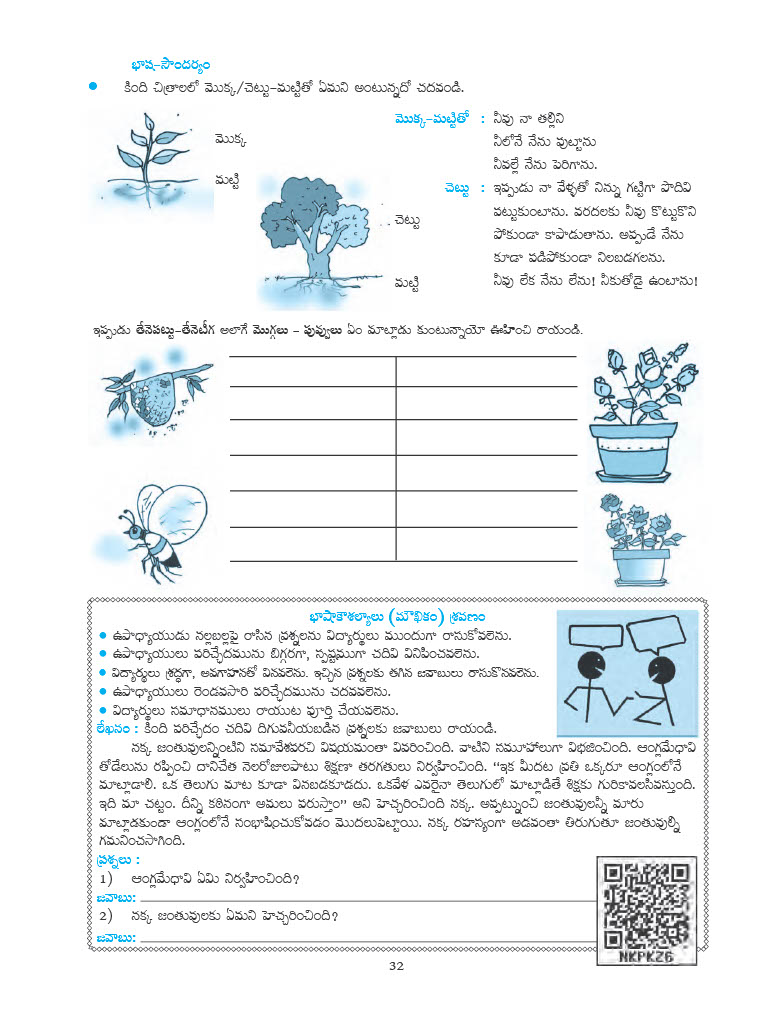 భాష-సౌందర్యం
● కింది చిత్రాలలో మొక్క/చెట్టు-మట్టితో ఏమని అంటున్నదో చదవండి.
మొక్క
మట్టి
చెట్టు
మట్టి
మొక్క-మట్టితో : నీవు నా తల్లిని
నీలోనే నేను వుట్టాను
నీవల్లే నేను పెరిగాను.
చెట్టు : ఇప్పుడు నా వేళ్ళతో నిన్ను గట్టిగా పొదివి
పట్టుకుంటాను. వరదలకు నీవు కొట్టుకొని
పోకుండా కాపాడుతాను. అప్పుడే నేను
కూడా పడిపోకుండా నిలబడగలను.
నీవు లేక నేను లేను! నీకుతోడై ఉంటాను!
ఇప్పుడు తేనెపట్టు-తేనెటీగ అలాగే మొగ్గలు - పువ్వులు ఏం మాట్లాడు కుంటున్నాయో ఊహించి రాయండి.
భాషాకౌశల్యాలు (మౌఖికం) శ్రవణం
● ఉపాధ్యాయుడు నల్లబల్లపై రాసిన ప్రశ్నలను విద్యార్థులు ముందుగా రాసుకోవలెను.
● ఉపాధ్యాయులు పరిచ్ఛేదమును బిగ్గరగా, స్పష్టముగా చదివి వినిపించవలెను.
● విద్యార్థులు శ్రద్ధగా, అవగాహనతో వినవలెను. ఇచ్చిన ప్రశ్నలకు తగిన జవాబులు రాసుకొనవలెను.
● ఉపాధ్యాయులు రెండవసారి పరిచ్ఛేదమును చదవవలెను.
● విద్యార్థులు సమాధానములు రాయుట పూర్తి చేయవలెను.
లేఖనం : కింది పరిచ్ఛేదం చదివి దిగువనీయబడిన ప్రశ్నలకు జవాబులు రాయండి.
నక్క జంతువులన్నింటిని సమావేశపరచి విషయమంతా వివరించింది. వాటిని సమూహాలుగా విభజించింది. ఆంగ్లమేధావి
తోడేలును రప్పించి దానిచేత నెలరోజులపాటు శిక్షణా తరగతులు నిర్వహించింది. “ఇక మీదట ప్రతి ఒక్కరూ ఆంగ్లంలోనే
మాట్లాడాలి. ఒక తెలుగు మాట కూడా వినబడకూడదు. ఒకవేళ ఎవరైనా తెలుగులో మాట్లాడితే శిక్షకు గురికావలసివస్తుంది.
ఇది మా చట్టం. దీన్ని కఠినంగా అమలు పరుస్తాం” అని హెచ్చరించింది నక్క. అప్పట్నుంచి జంతువులన్నీ మారు
మాట్లాడకుండా ఆంగ్లంలోనే సంభాషించుకోవడం మొదలుపెట్టాయి. నక్క రహస్యంగా అడవంతా తిరుగుతూ జంతువుల్ని
గమనించసాగింది.
ప్రశ్నలు :
1) ఆంగ్లమేధావి ఏమి నిర్వహించింది?
జవాబు:
2) నక్క జంతువులకు ఏమని హెచ్చరించింది?
జవాబు:
NKPKZ6
32